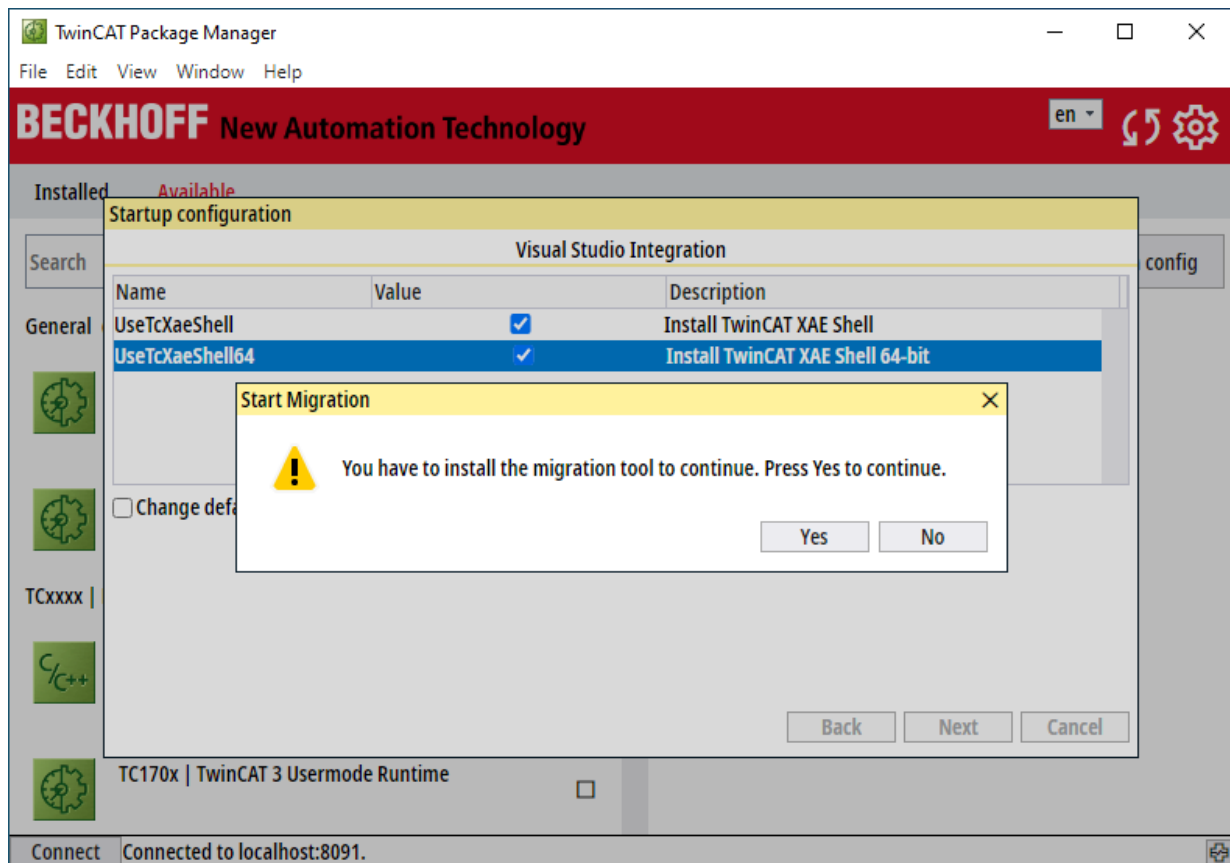 TwinCAT Package Manager
File Edit View Window Help
BECKHOFF New Automation Technology
en
Installed Available
Startup configuration
Visual Studio Integration
Search
config
Name Value Description
General
UseTcXaeShell Install TwinCAT XAE Shell
UseTcXaeShell64 Install TwinCAT XAE Shell 64-bit
Start Migration
You have to install the migration tool to continue. Press Yes to continue.
Change defa
Yes No
TCxxxx |
C/C++
Back Next Cancel
TC170x | TwinCAT 3 Usermode Runtime
Connect Connected to localhost:8091.